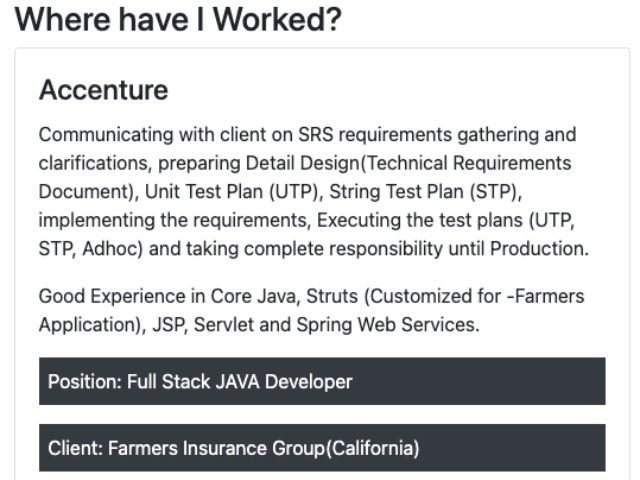 Where have I Worked?
Accenture
Communicating with client on SRS requirements gathering and
clarifications, preparing Detail Design(Technical Requirements
Document), Unit Test Plan (UTP), String Test Plan (STP),
implementing the requirements, Executing the test plans (UTP,
STP, Adhoc) and taking complete responsibility until Production.
Good Experience in Core Java, Struts (Customized for -Farmers
Application), JSP, Servlet and Spring Web Services.
Position: Full Stack JAVA Developer
Client: Farmers Insurance Group(California)